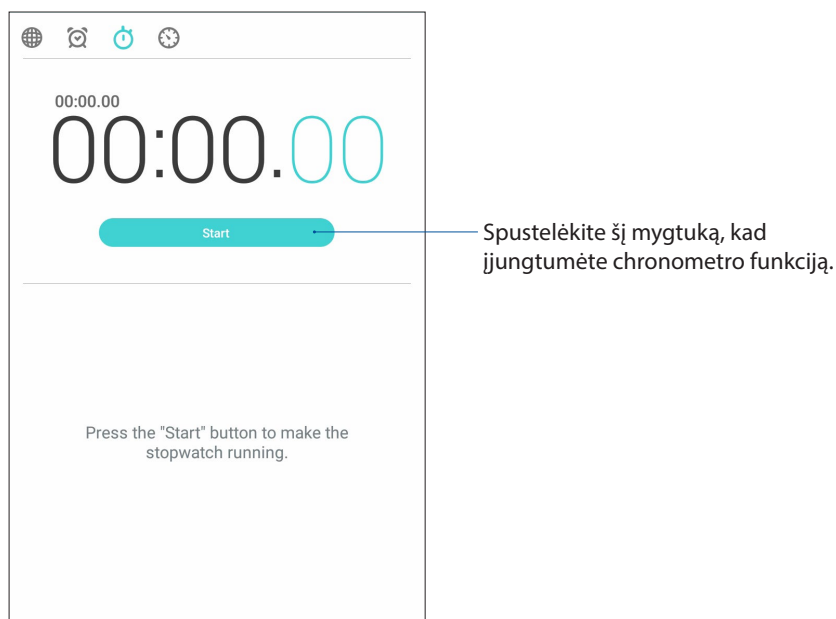 00:00.00
00:00.00
Start
Spustelėkite šį mygtuką, kad
įjungtumėte chronometro funkciją.
Press the "Start" button to make the
stopwatch running.